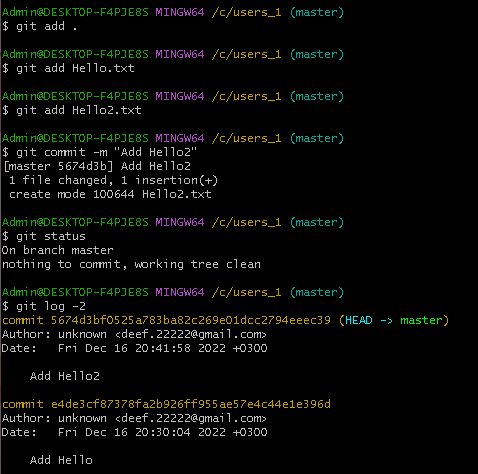 Admin@DESKTOP-F4PJE8S MINGW64 /c/users_1 (master)
$ git add .
Admin@DESKTOP-F4PJE8S MINGW64 /c/users_1 (master)
$ git add Hello.txt
Admin@DESKTOP-F4PJE8S MINGW64 /c/users_1 (master)
$ git add Hello2.txt
Admin@DESKTOP-F4PJE8S MINGW64 /c/users_1 (master)
$ git commit -m "Add Hello2"
[master 5674d3b] Add Hello2
 1 file changed, 1 insertion(+)
 create mode 100644 Hello2.txt
Admin@DESKTOP-F4PJE8S MINGW64 /c/users_1 (master)
$ git status
On branch master
nothing to commit, working tree clean
Admin@DESKTOP-F4PJE8S MINGW64 /c/users_1 (master)
$ git log -2
commit 5674d3bf0525a783ba82c269e01dcc2794eeec39 (HEAD -> master)
Author: unknown <deef.22222@gmail.com>
Date:   Fri Dec 16 20:41:58 2022 +0300
    Add Hello2
commit e4de3cf87378fa2b926ff955ae57e4c44e1e396d
Author: unknown <deef.22222@gmail.com>
Date:   Fri Dec 16 20:30:04 2022 +0300
    Add Hello